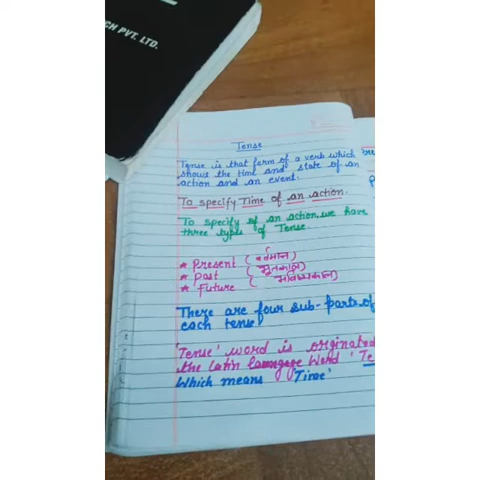 CH PVT. LTD.
Tense
Tense is that form of a verb which
shows the time and state of an
action and an event.
To specify Time of an action.
To specify of an action, we have
three types of Tense.
* Present (वर्तमान)
* Past (भूतकाल)
* Future (भविष्यकाल)
There are four sub-parts of
each tense
'Tense' word is originated
the Latin language Word 'Te
Which means 'Time'